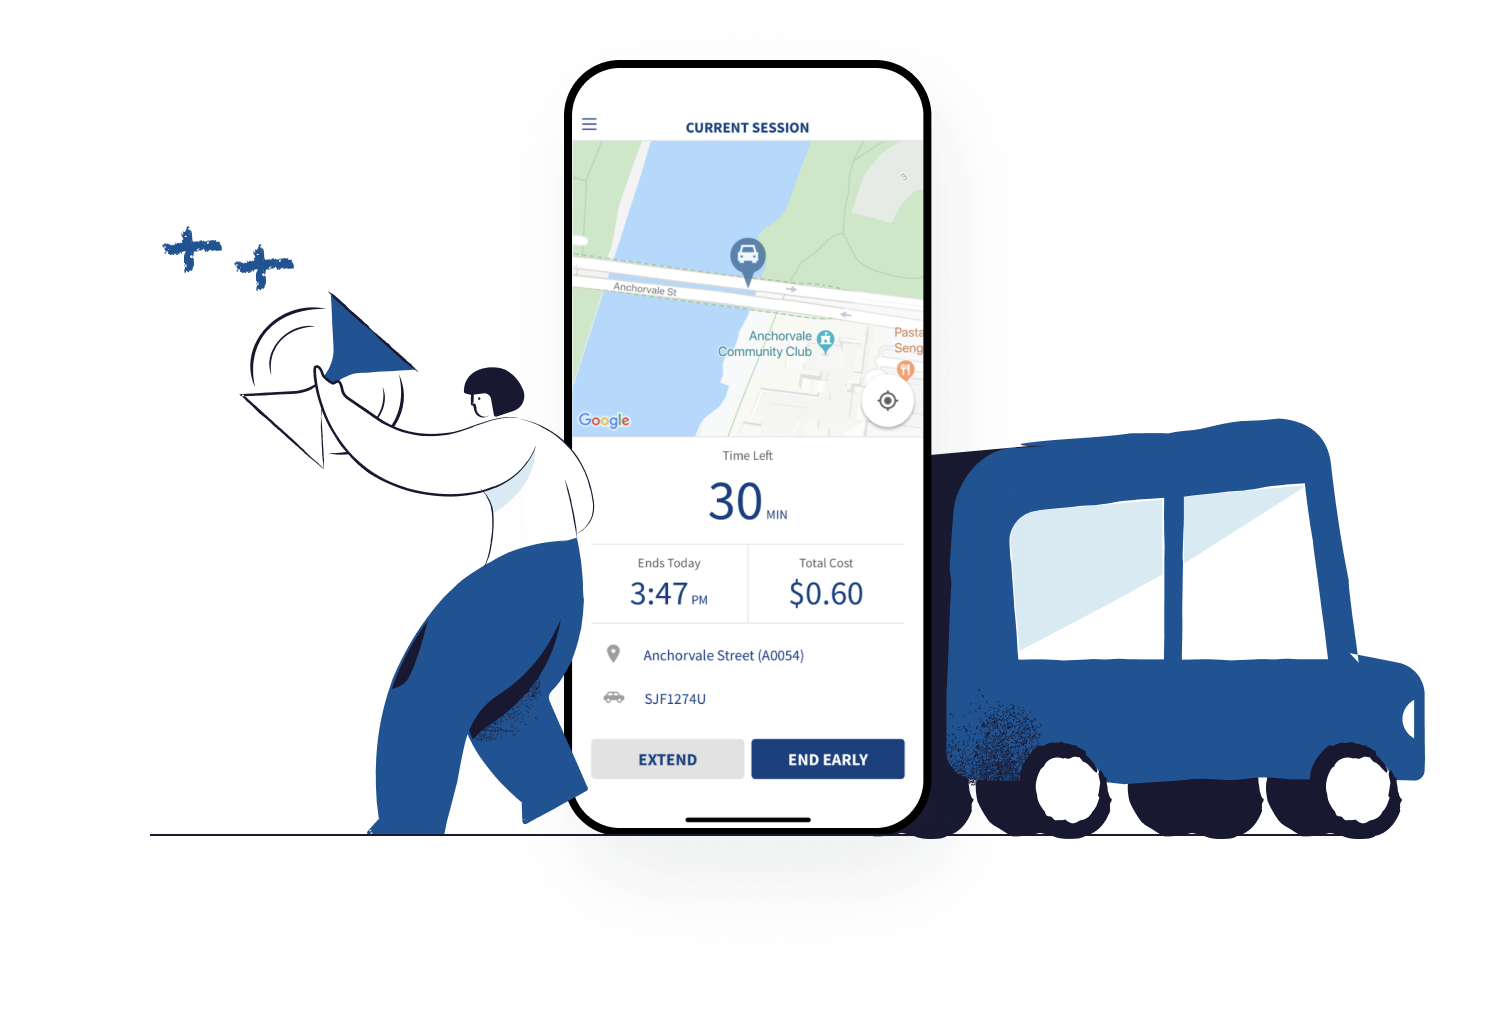 CURRENT SESSION
3
Anchorvale St
Anchorvale
Community Club
Pasta
Seng
Google
Time Left
30 MIN
Ends Today
3:47 PM
Total Cost
$0.60
Anchorvale Street (A0054)
SJF1274U
EXTEND
END EARLY